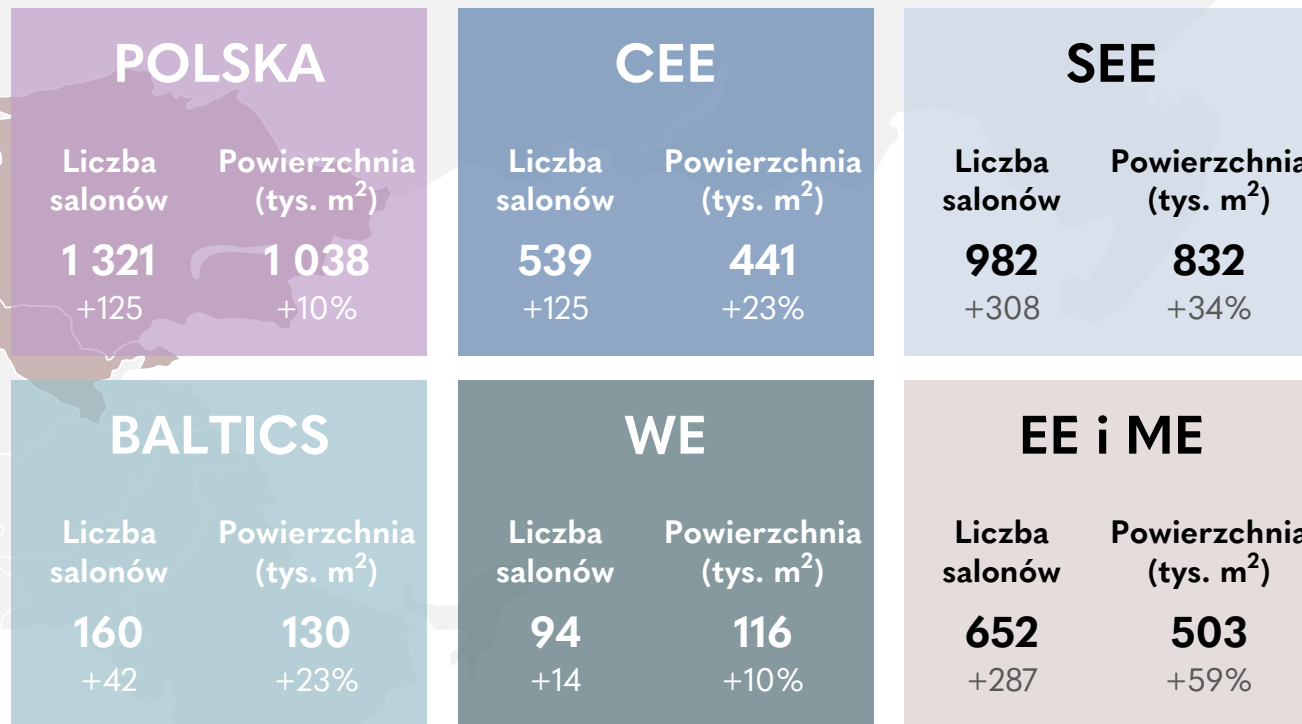 POLSKA
Liczba salonów
Powierzchnia (tys. m²)
1 321
1 038
+125
+10%
CEE
Liczba salonów
Powierzchnia (tys. m²)
539
441
+125
+23%
SEE
Liczba salonów
Powierzchnia (tys. m²)
982
832
+308
+34%
BALTICS
Liczba salonów
Powierzchnia (tys. m²)
160
130
+42
+23%
WE
Liczba salonów
Powierzchnia (tys. m²)
94
116
+14
+10%
EE i ME
Liczba salonów
Powierzchnia (tys. m²)
652
503
+287
+59%